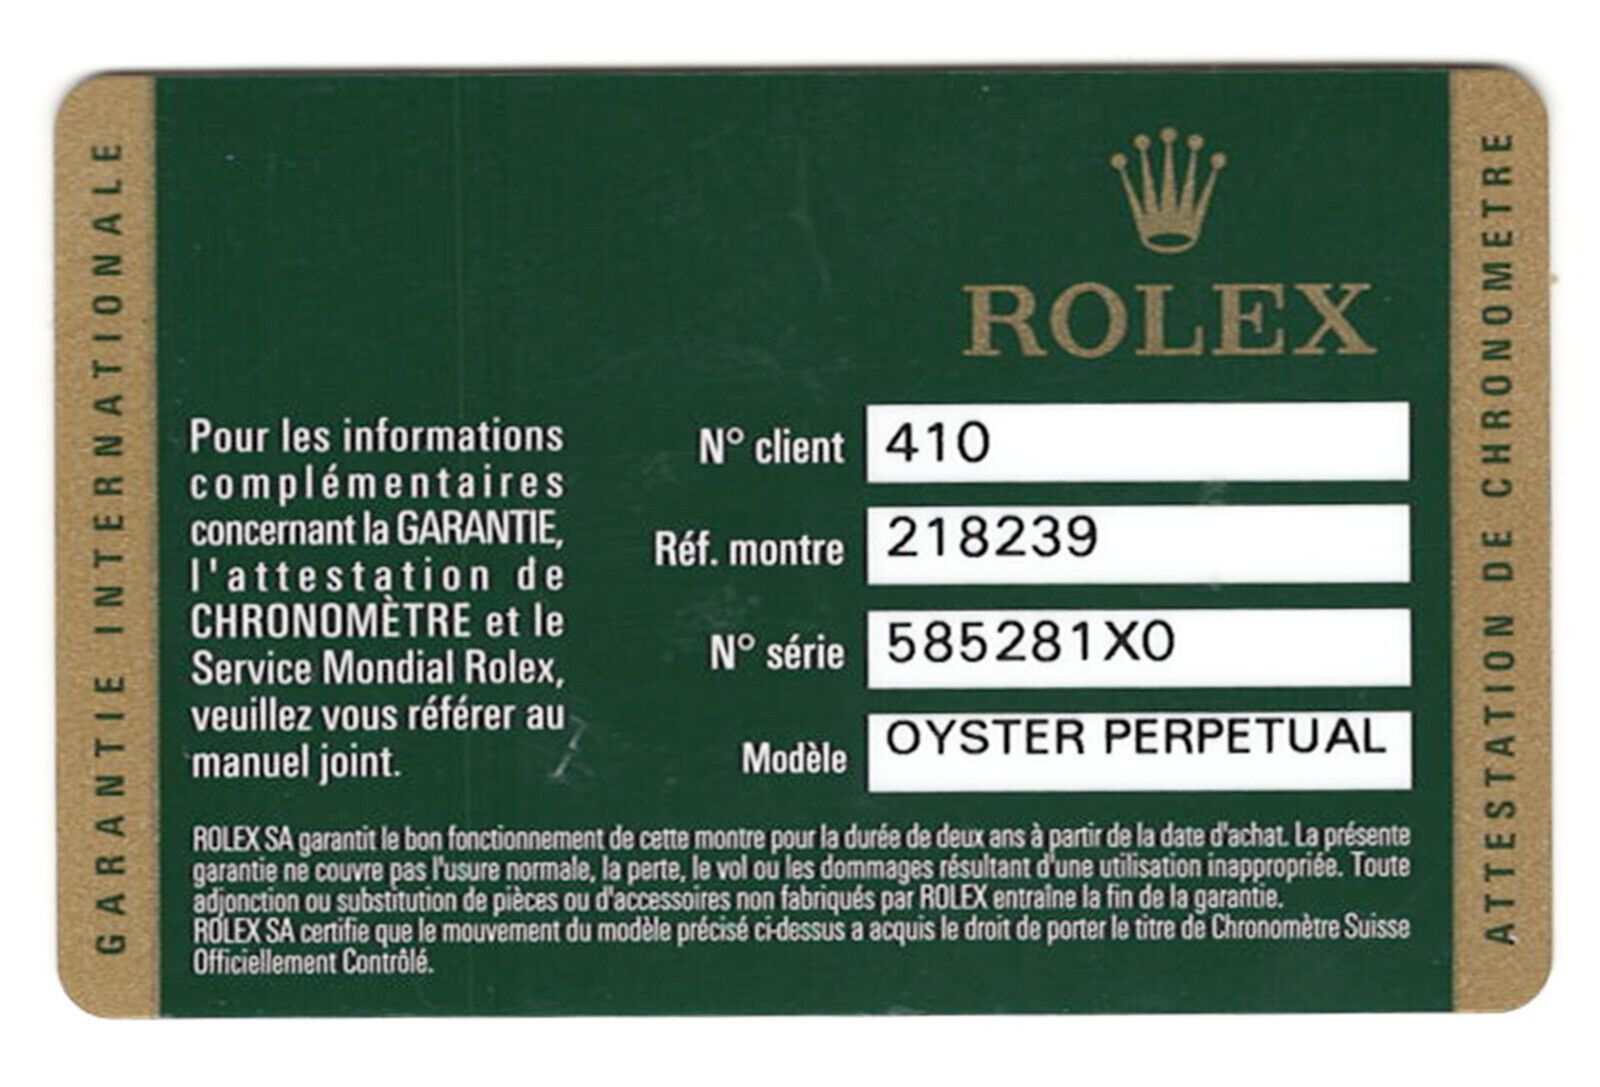 GARANTIE INTERNATIONALE
ROLEX
Pour les informations
complémentaires
concernant la GARANTIE,
l'attestation de
CHRONOMÈTRE et le
Service Mondial Rolex,
veuillez vous référer au
manuel joint.
N° client 410
Réf. montre 218239
N° série 585281X0
Modèle OYSTER PERPETUAL
ROLEX SA garantit le bon fonctionnement de cette montre pour la durée de deux ans à partir de la date d'achat. La présente
garantie ne couvre pas l'usure normale, la perte, le vol ou les dommages résultant d'une utilisation inappropriée. Toute
adjonction ou substitution de pièces ou d'accessoires non fabriqués par ROLEX entraîne la fin de la garantie.
ROLEX SA certifie que le mouvement du modèle précisé ci-dessus a acquis le droit de porter le titre de Chronomètre Suisse
Officiellement Contrôlé.
ATTESTATION DE CHRONOMETRE